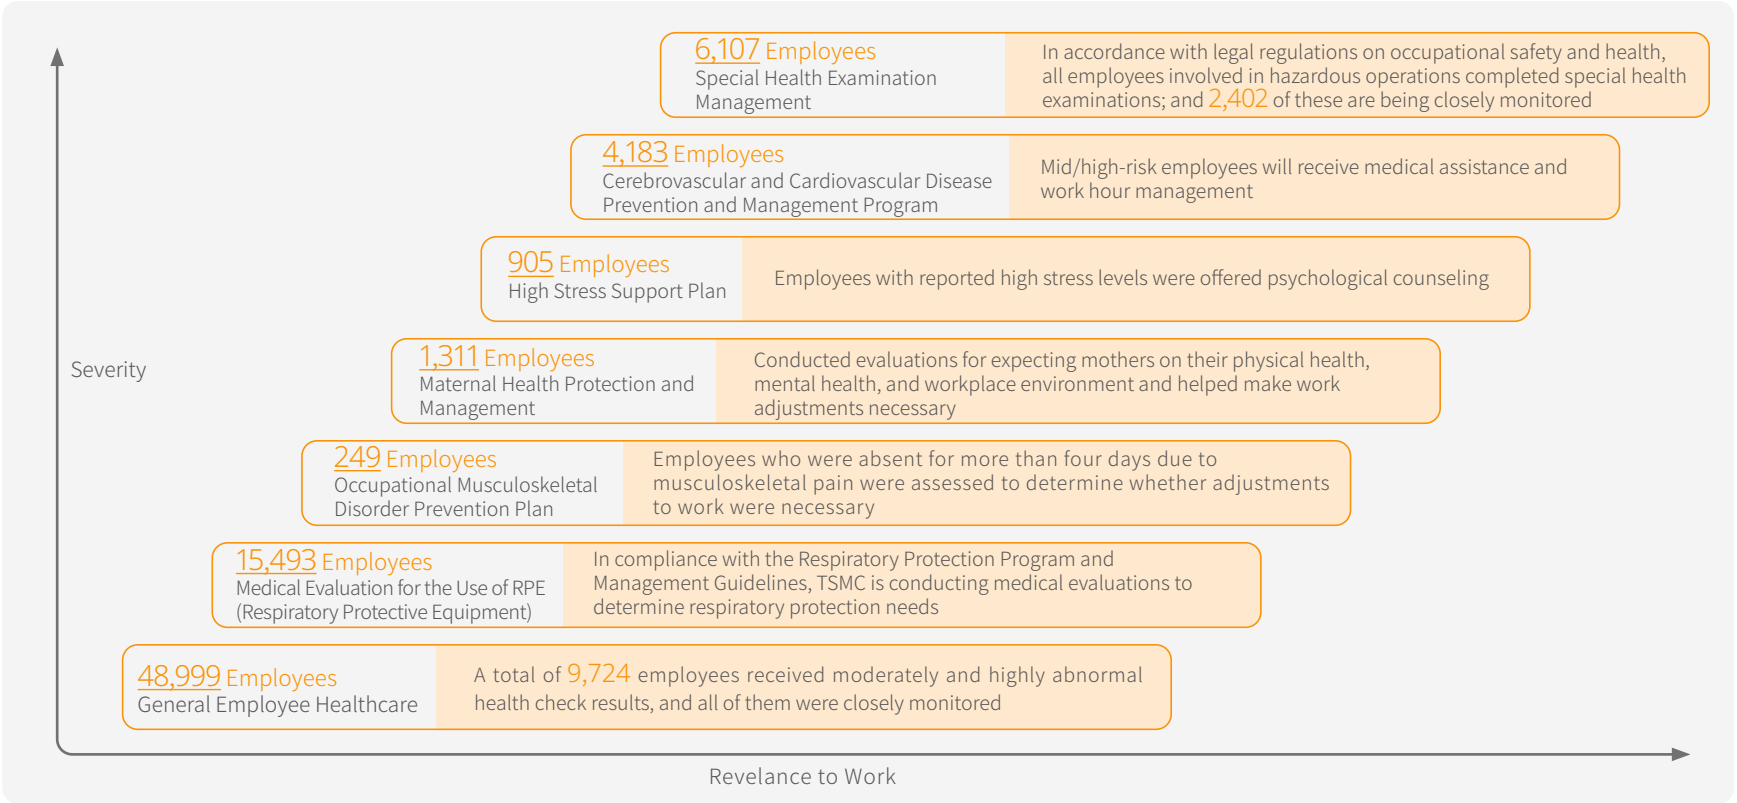 6,107 Employees
Special Health Examination
Management
In accordance with legal regulations on occupational safety and health,
all employees involved in hazardous operations completed special health
examinations; and 2,402 of these are being closely monitored
4,183 Employees
Cerebrovascular and Cardiovascular Disease
Prevention and Management Program
Mid/high-risk employees will receive medical assistance and
work hour management
905 Employees
High Stress Support Plan
Employees with reported high stress levels were offered psychological counseling
Severity
1,311 Employees
Maternal Health Protection and
Management
Conducted evaluations for expecting mothers on their physical health,
mental health, and workplace environment and helped make work
adjustments necessary
249 Employees
Occupational Musculoskeletal
Disorder Prevention Plan
Employees who were absent for more than four days due to
musculoskeletal pain were assessed to determine whether adjustments
to work were necessary
15,493 Employees
Medical Evaluation for the Use of RPE
(Respiratory Protective Equipment)
In compliance with the Respiratory Protection Program and
Management Guidelines, TSMC is conducting medical evaluations to
determine respiratory protection needs
48,999 Employees
General Employee Healthcare
A total of 9,724 employees received moderately and highly abnormal
health check results, and all of them were closely monitored
Revelance to Work